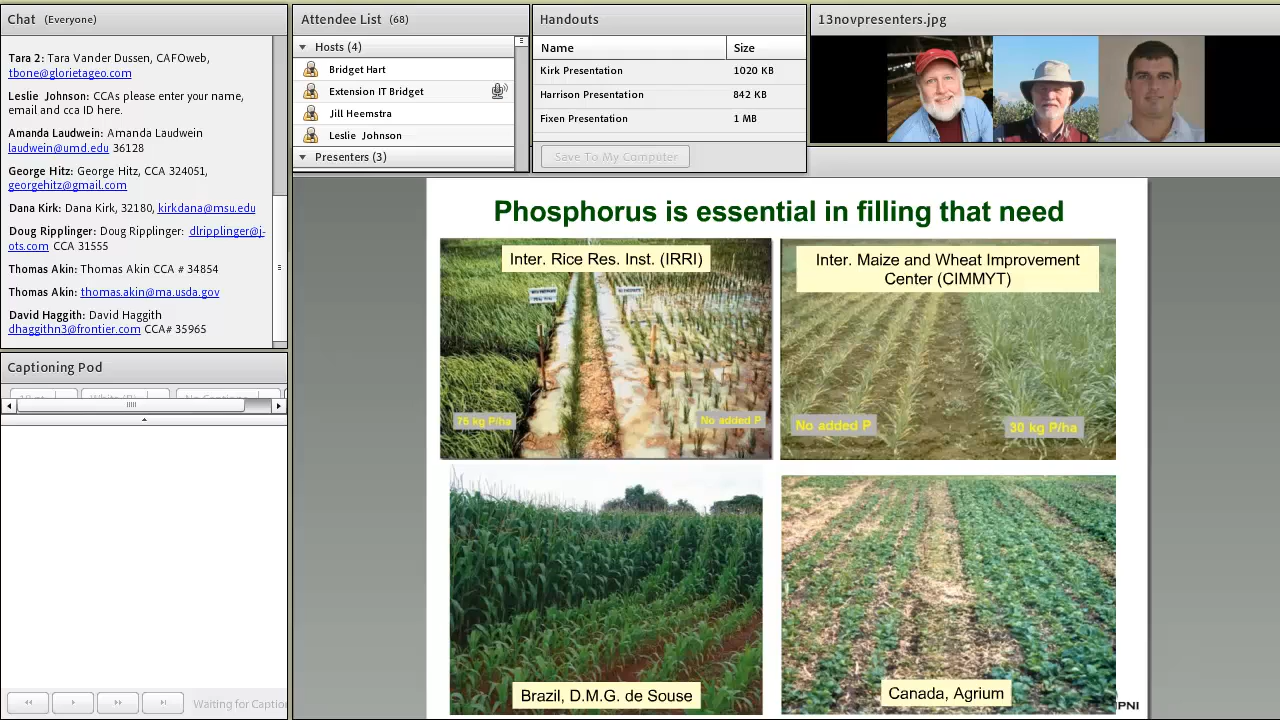 Chat (Everyone)
Tara 2: Tara Vander Dussen, CAFOweb,
tbone@glorietageo.com
Leslie Johnson: CCAs please enter your name,
email and cca ID here.
Amanda Laudwein: Amanda Laudwein
laudwein@umd.edu 36128
George Hitz: George Hitz, CCA 324051,
georgehitz@gmail.com
Dana Kirk: Dana Kirk, 32180, kirkdana@msu.edu
Doug Ripplinger: Doug Ripplinger: dlripplinger@j-
ots.com CCA 31555
Thomas Akin: Thomas Akin CCA # 34854
Thomas Akin: thomas.akin@ma.usda.gov
David Haggith: David Haggith
dhaggithn3@frontier.com CCA# 35965
Captioning Pod
Waiting for Captio
Attendee List (68)
Hosts (4)
Bridget Hart
Extension IT Bridget
Jill Heemstra
Leslie Johnson
Presenters (3)
Handouts
Name Size
Kirk Presentation 1020 KB
Harrison Presentation 842 KB
Fixen Presentation 1 MB
Save To My Computer
13novpresenters.jpg
Phosphorus is essential in filling that need
Inter. Rice Res. Inst. (IRRI)
75 kg P/ha
No added P
Inter. Maize and Wheat Improvement
Center (CIMMYT)
No added P
30 kg P/ha
Brazil, D.M.G. de Souse
Canada, Agrium
PNI